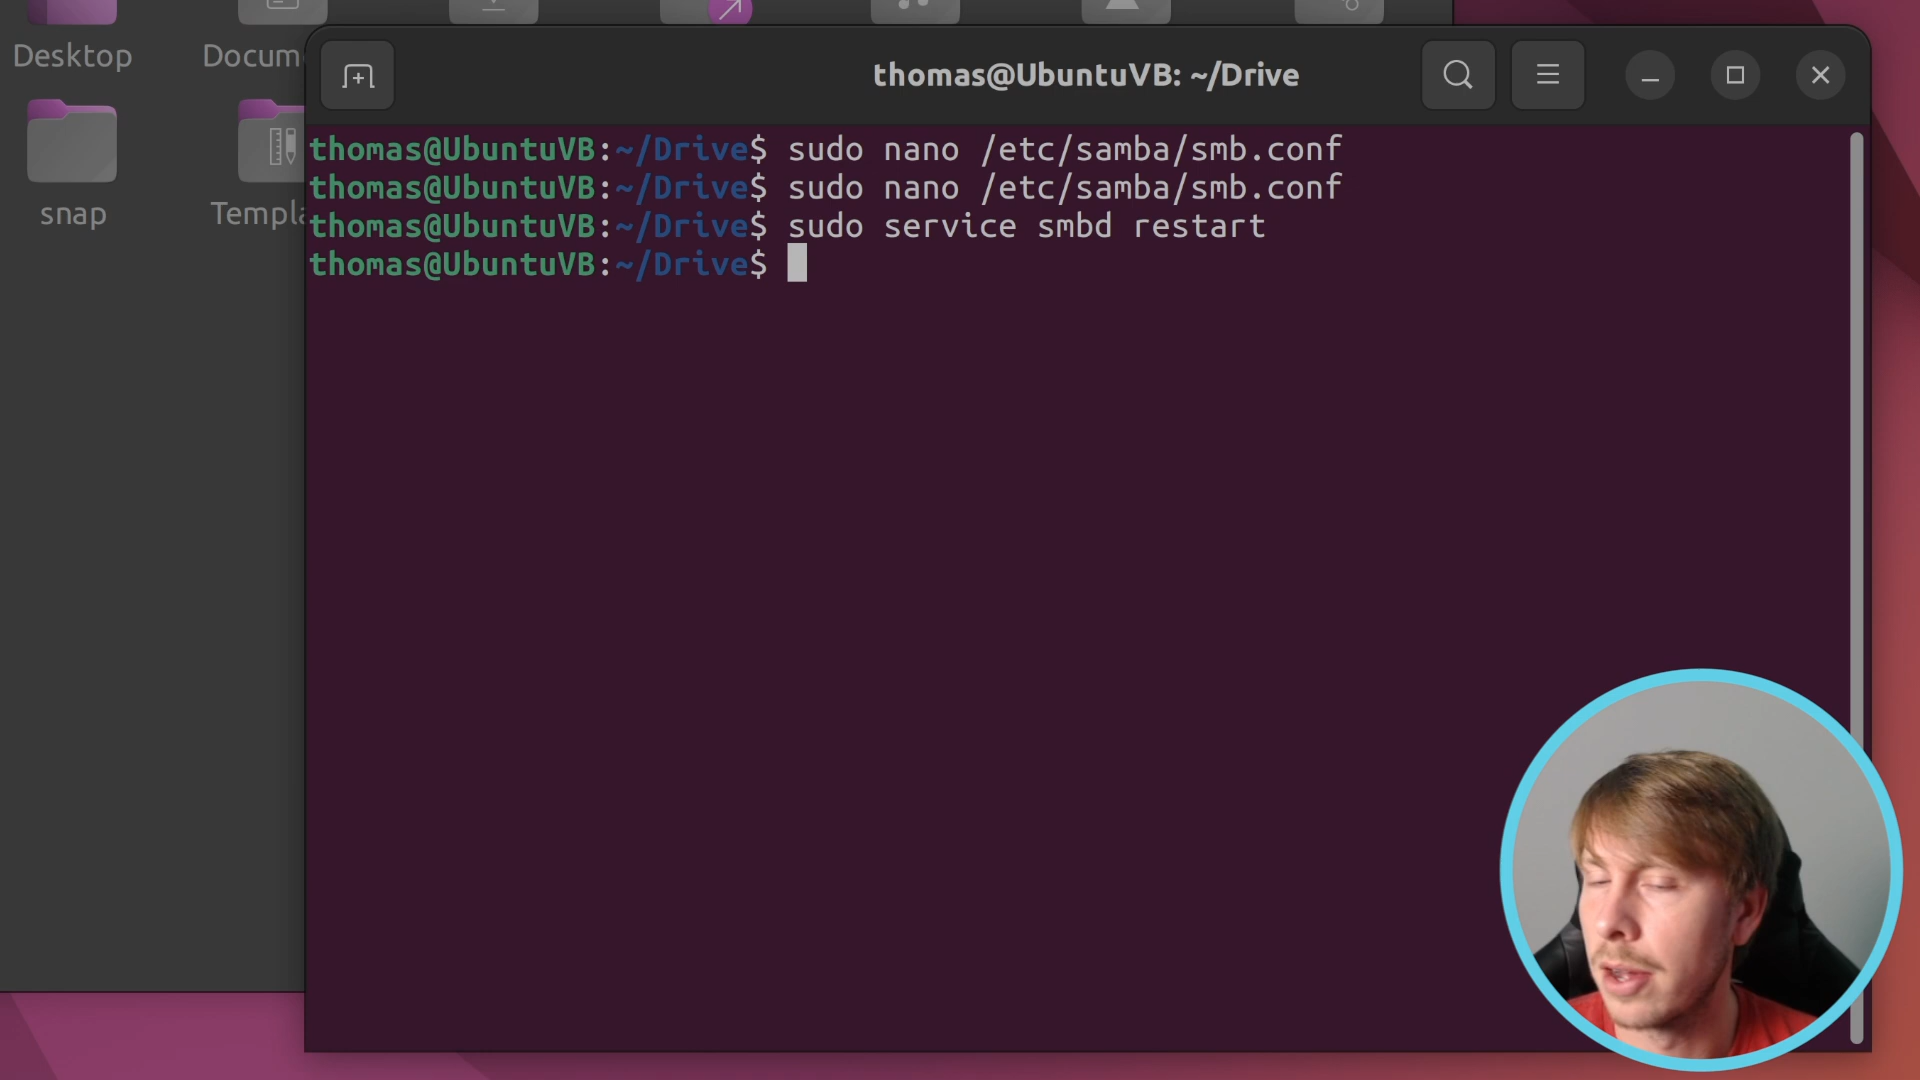 Desktop
Docum
snap
Templa
thomas@UbuntuVB: ~/Drive
thomas@UbuntuVB:~/Drive$ sudo nano /etc/samba/smb.conf
thomas@UbuntuVB:~/Drive$ sudo nano /etc/samba/smb.conf
thomas@UbuntuVB:~/Drive$ sudo service smbd restart
thomas@UbuntuVB:~/Drive$